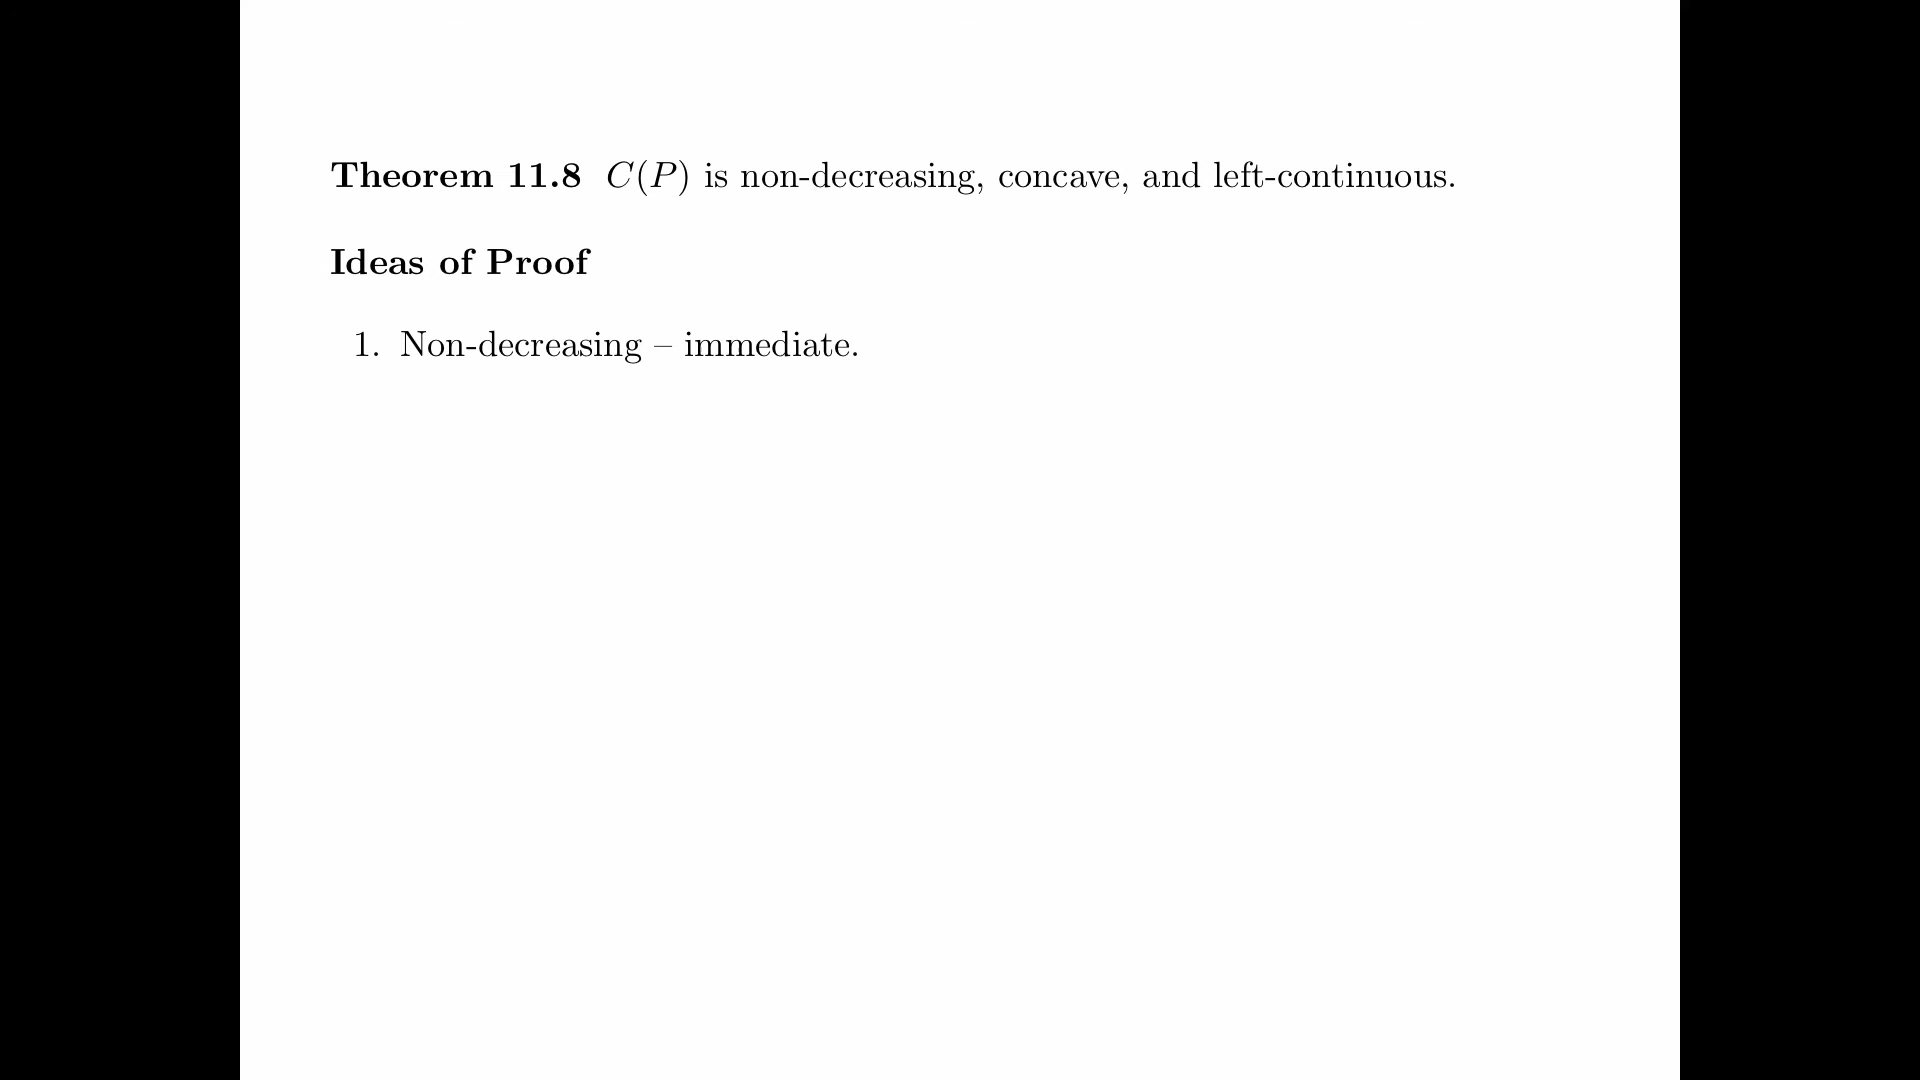 Theorem 11.8 C(P) is non-decreasing, concave, and left-continuous.
Ideas of Proof
1. Non-decreasing – immediate.